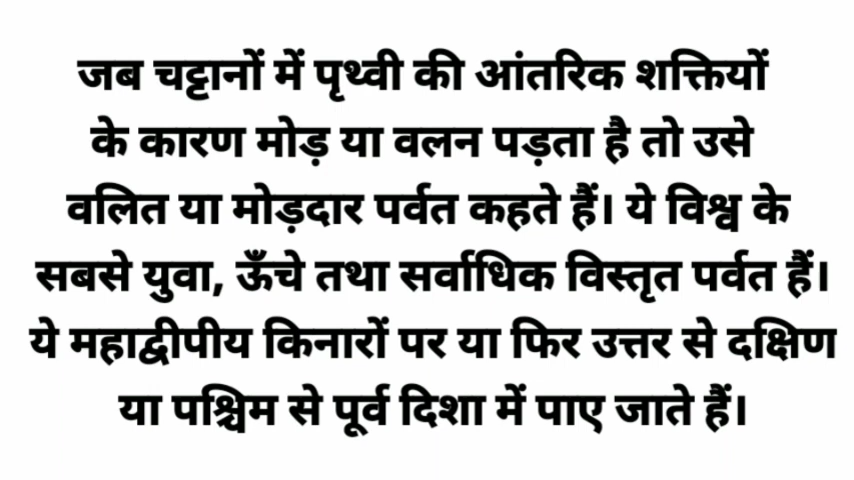 जब चट्टानों में पृथ्वी की आंतरिक शक्तियों
के कारण मोड़ या वलन पड़ता है तो उसे
वलित या मोड़दार पर्वत कहते हैं। ये विश्व के
सबसे युवा, ऊँचे तथा सर्वाधिक विस्तृत पर्वत हैं।
ये महाद्वीपीय किनारों पर या फिर उत्तर से दक्षिण
या पश्चिम से पूर्व दिशा में पाए जाते हैं।